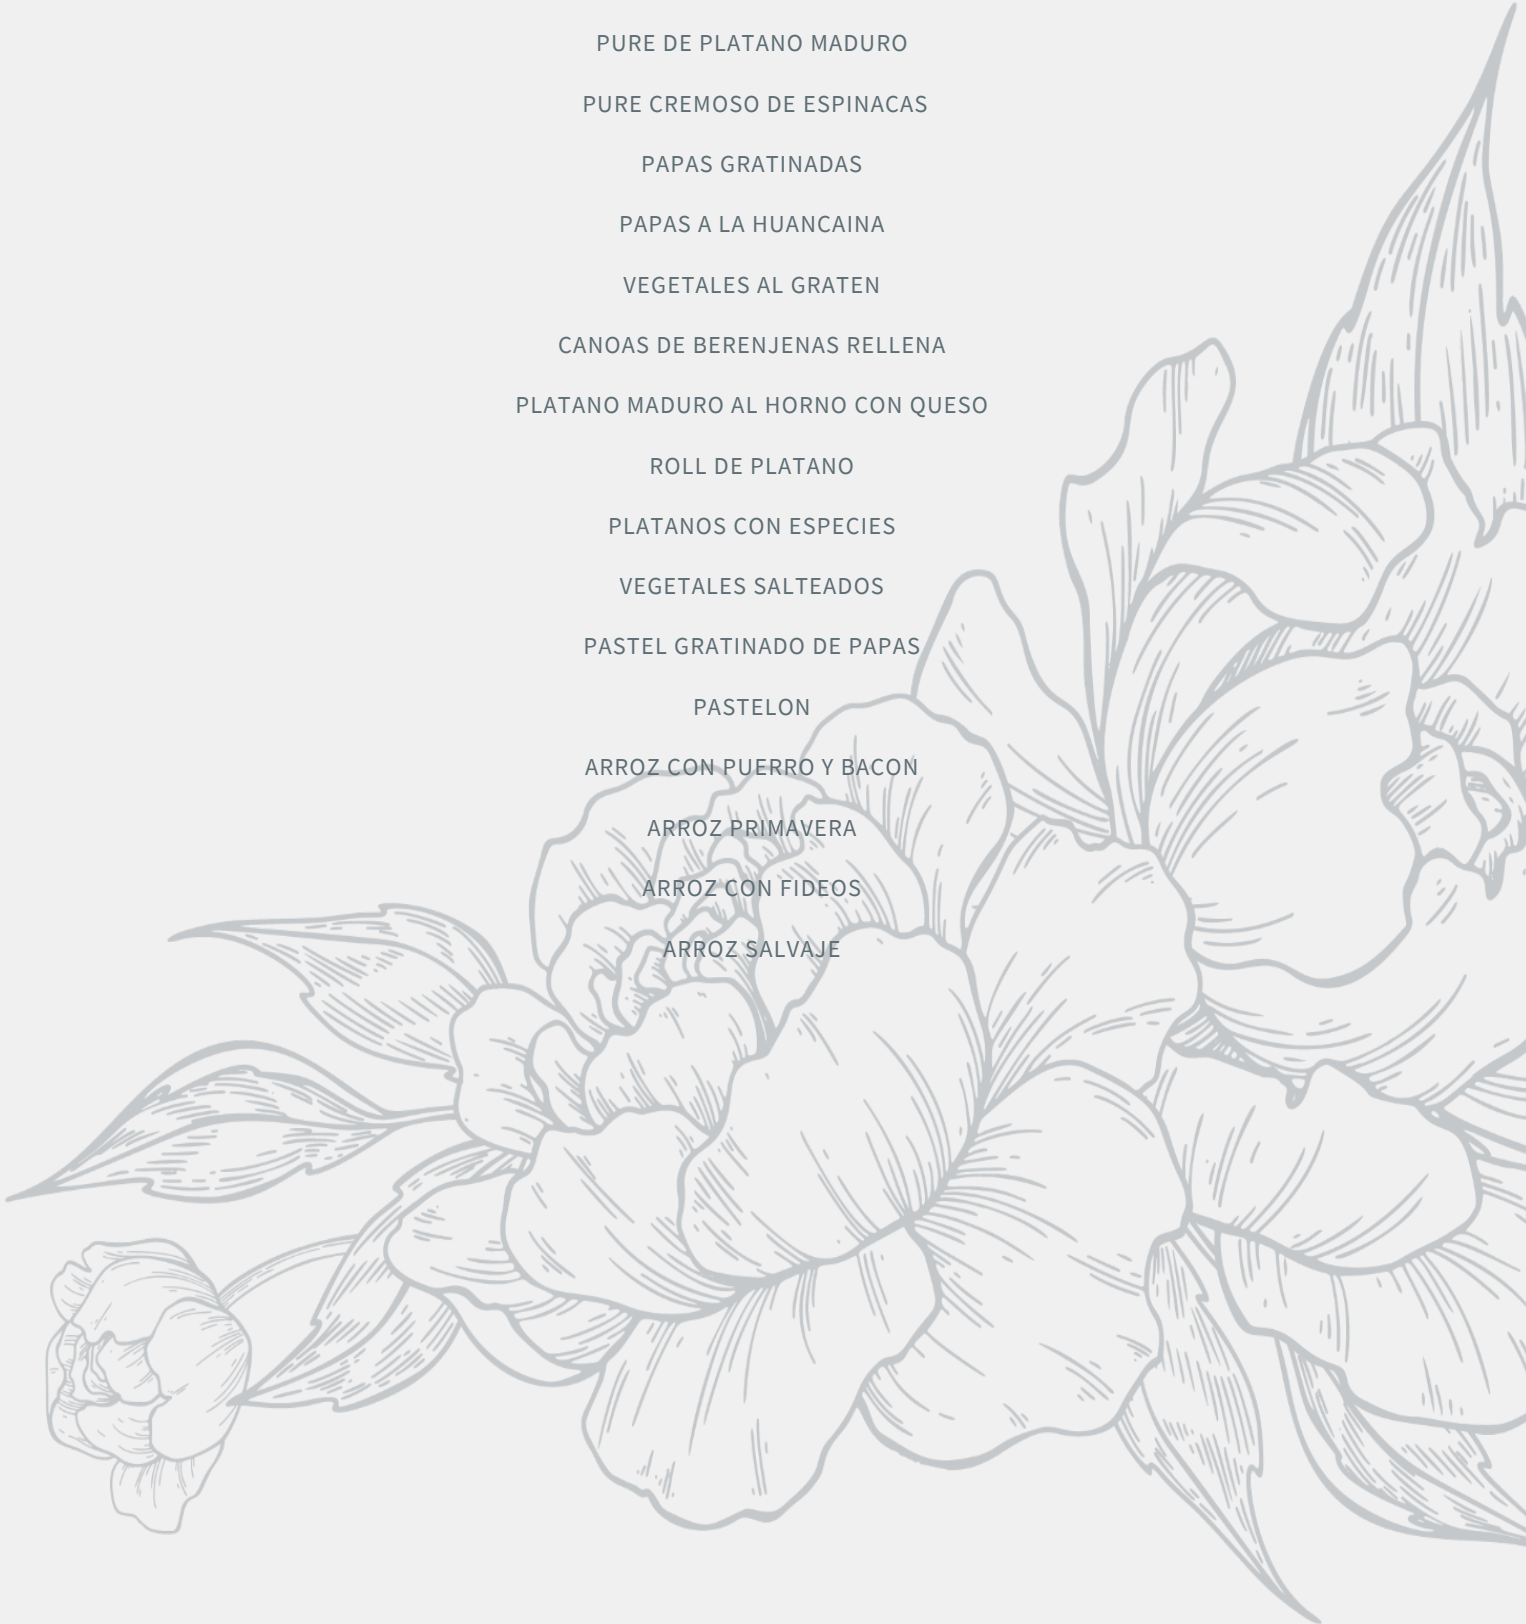 PURE DE PLATANO MADURO
PURE CREMOSO DE ESPINACAS
PAPAS GRATINADAS
PAPAS A LA HUANCAINA
VEGETALES AL GRATEN
CANOAS DE BERENJENAS RELLENA
PLATANO MADURO AL HORNO CON QUESO
ROLL DE PLATANO
PLATANOS CON ESPECIES
VEGETALES SALTEADOS
PASTEL GRATINADO DE PAPAS
PASTELON
ARROZ CON PUERRO Y BACON
ARROZ PRIMAVERA
ARROZ CON FIDEOS
ARROZ SALVAJE